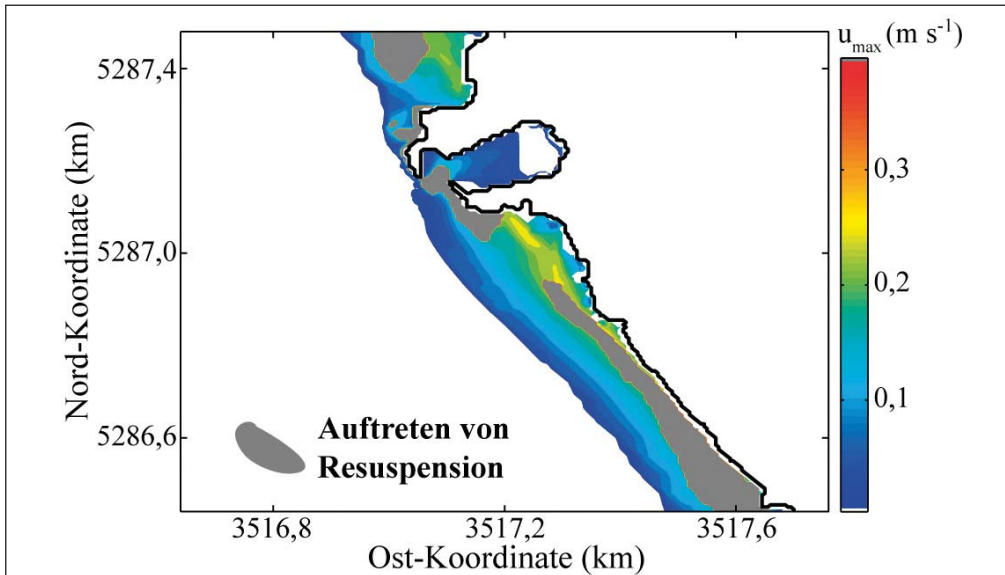 u_max (m s⁻¹)
5287,4
5287,0
5286,6
Nord-Koordinate (km)
0,3
0,2
0,1
Auftreten von
Resuspension
3516,8
3517,2
3517,6
Ost-Koordinate (km)